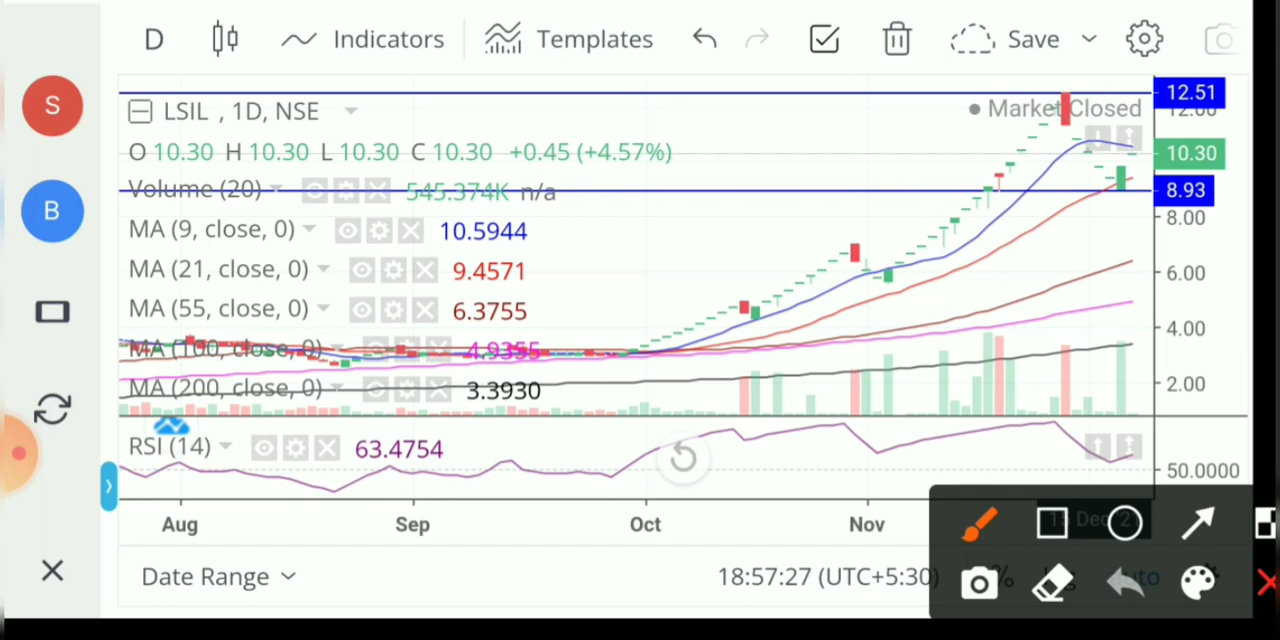 D Indicators Templates Save
S
B
LSIL , 1D, NSE
Market Closed
O 10.30 H 10.30 L 10.30 C 10.30 +0.45 (+4.57%)
Volume (20) 545.374K n/a
MA (9, close, 0) 10.5944
MA (21, close, 0) 9.4571
MA (55, close, 0) 6.3755
MA (100, close, 0) 4.9355
MA (200, close, 0) 3.3930
12.51
12.00
10.30
8.93
8.00
6.00
4.00
2.00
RSI (14) 63.4754
50.0000
Aug Sep Oct Nov
Date Range 18:57:27 (UTC+5:30) %